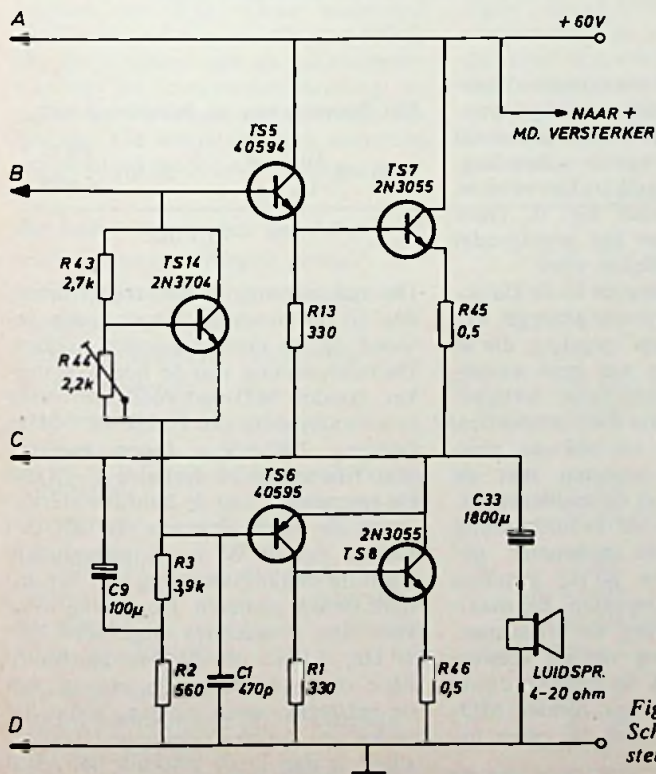 A
+ 60V
NAAR +
M.D. VERSTERKER
TS5
40594
TS7
2N3055
B
TS14
2N3704
R43
2,7k
R44
2,2k
R13
330
R45
0,5
C
TS6
40595
C33
1800µ
2N3055
TS8
R3
3,9k
C9
100µ
R2
560
C1
470p
R1
330
R46
0,5
LUIDSPR.
4-20 ohm
D
Fig
Sch
stei